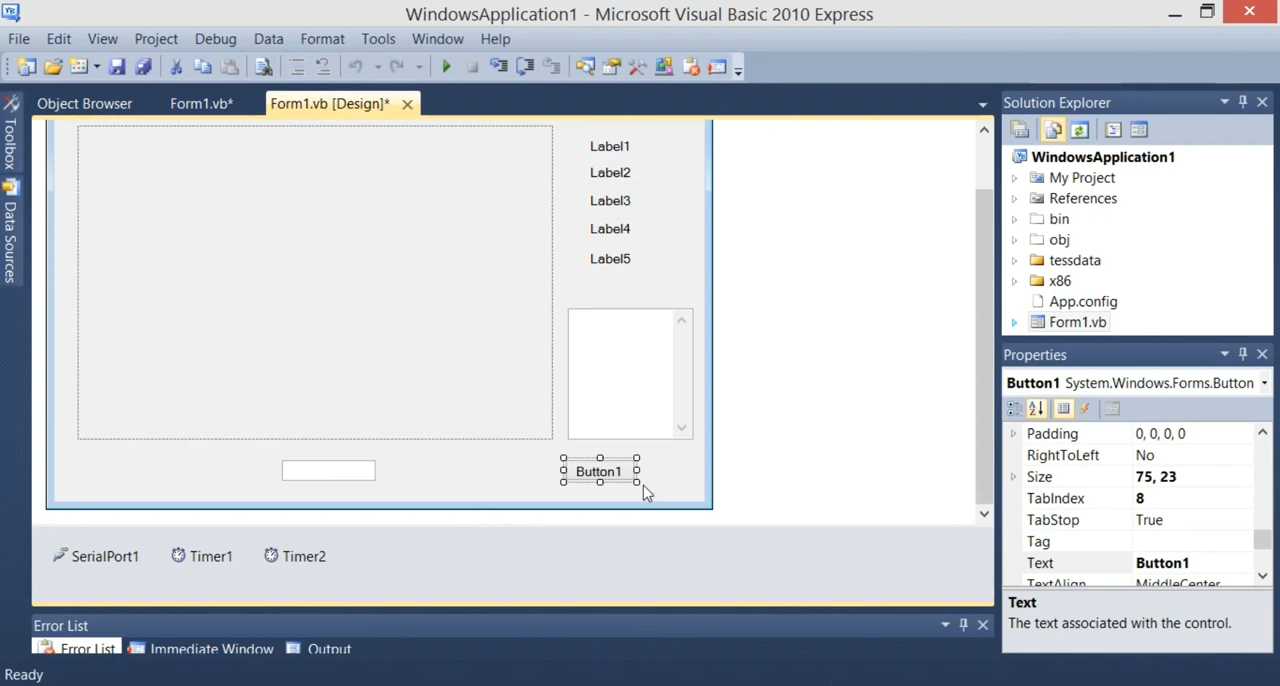 WindowsApplication1 - Microsoft Visual Basic 2010 Express
File Edit View Project Debug Data Format Tools Window Help
Object Browser Form1.vb* Form1.vb [Design]*
Toolbox
Data Sources
Label1
Label2
Label3
Label4
Label5
Button1
SerialPort1 Timer1 Timer2
Error List
Error List Immediate Window Output
Ready
Solution Explorer
WindowsApplication1
My Project
References
bin
obj
tessdata
x86
App.config
Form1.vb
Properties
Button1 System.Windows.Forms.Button
Padding 0, 0, 0, 0
RightToLeft No
Size 75, 23
TabIndex 8
TabStop True
Tag
Text Button1
TextAlign MiddleCenter
Text
The text associated with the control.